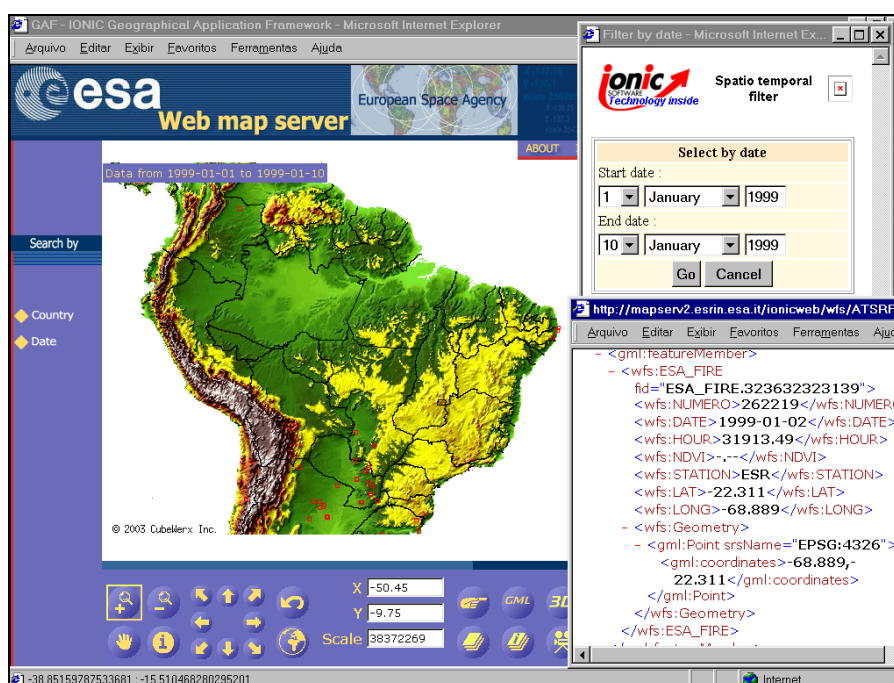 GAF - IONIC Geographical Application Framework - Microsoft Internet Explorer
Arquivo Editar Exibir Favoritos Ferramentas Ajuda
esa
European Space Agency
Web map server
ABOUT
Data from 1999-01-01 to 1999-01-10
Search by
Country
Date
© 2003 CubeWerx Inc.
X -50.45
Y -9.75
Scale 38372269
GML 3D
-38.85159787533681 : -15.510468280295201
Internet
Filter by date - Microsoft Internet Ex...
ionic
SOFTWARE
Technology inside
Spatio temporal
filter
Select by date
Start date :
1 January 1999
End date :
10 January 1999
Go Cancel
http://mapserv2.esrin.esa.it/ionicweb/wfs/ATSRF
Arquivo Editar Exibir Favoritos Ferramentas Ajuc
- <gml:featureMember>
- <wfs:ESA_FIRE
fid="ESA_FIRE.323632323139">
<wfs:NUMERO>262219</wfs:NUMERO
<wfs:DATE>1999-01-02</wfs:DATE>
<wfs:HOUR>31913.49</wfs:HOUR>
<wfs:NDVI>-.--</wfs:NDVI>
<wfs:STATION>ESR</wfs:STATION>
<wfs:LAT>-22.311</wfs:LAT>
<wfs:LONG>-68.889</wfs:LONG>
- <wfs:Geometry>
- <gml:Point srsName="EPSG:4326">
<gml:coordinates>-68.889,-
22.311</gml:coordinates>
</gml:Point>
</wfs:Geometry>
</wfs:ESA_FIRE>